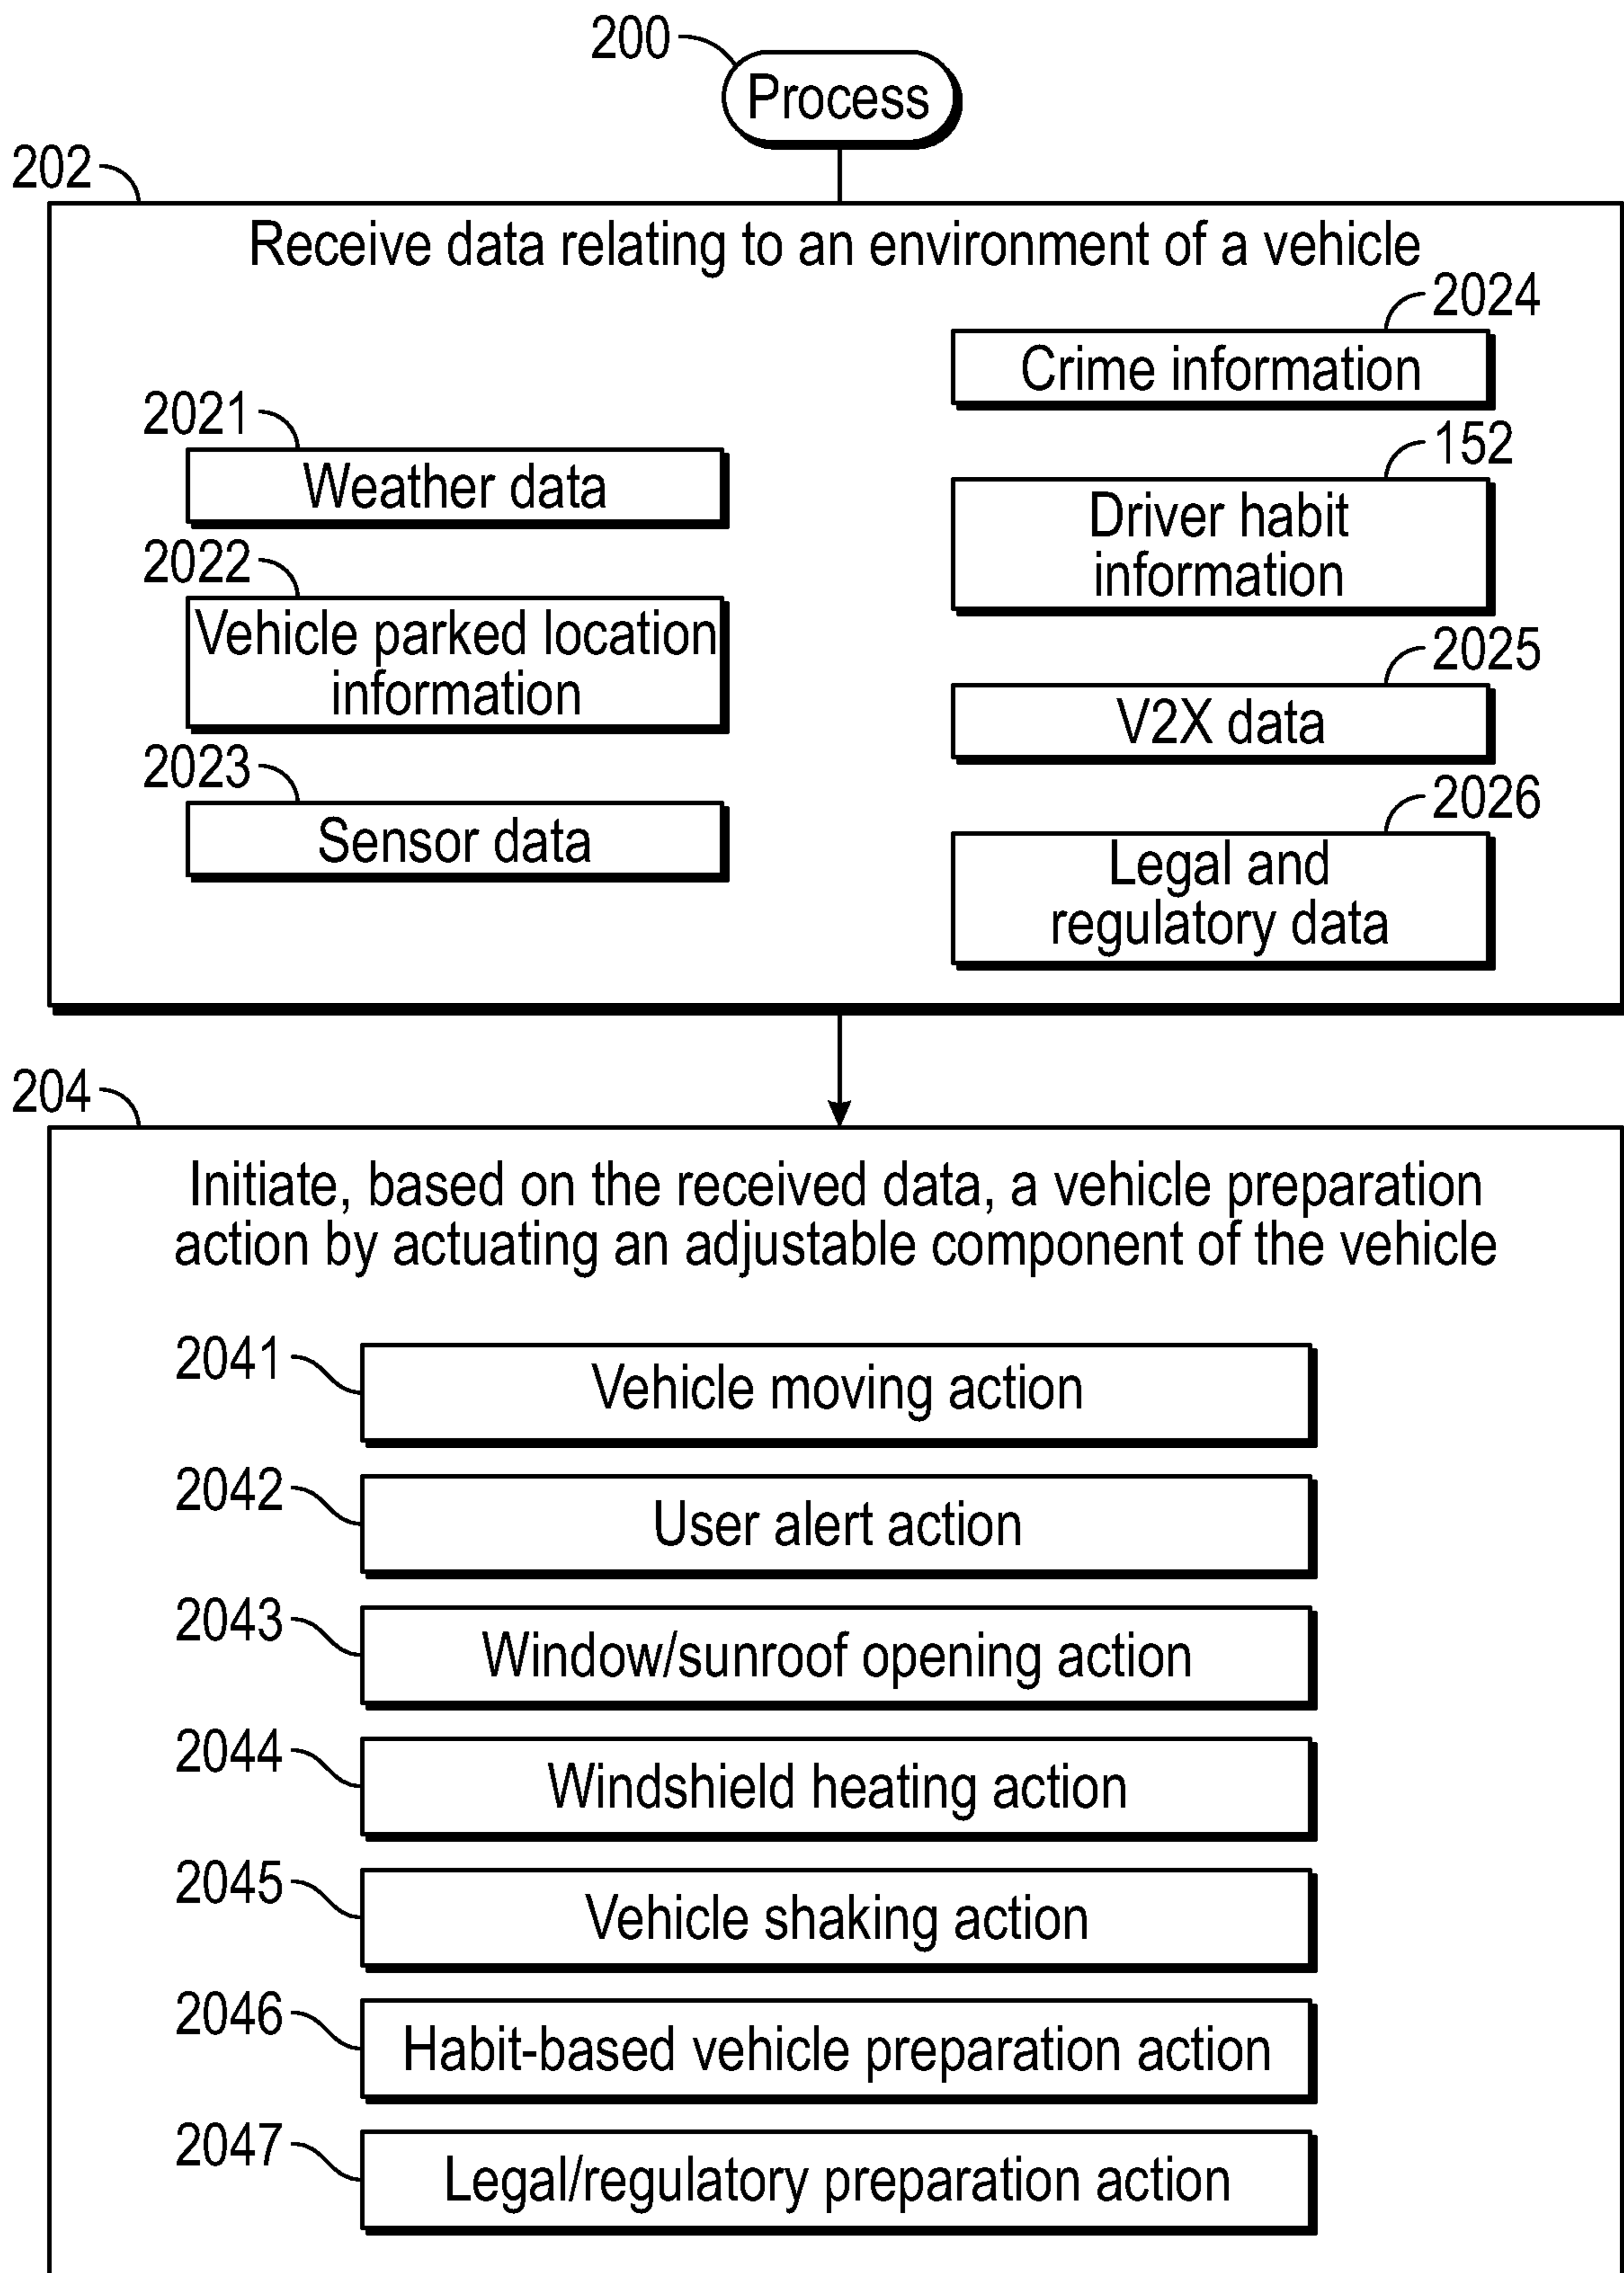 200
Process
202
Receive data relating to an environment of a vehicle
2021
Weather data
2022
Vehicle parked location
information
2023
Sensor data
2024
Crime information
152
Driver habit
information
2025
V2X data
2026
Legal and
regulatory data
204
Initiate, based on the received data, a vehicle preparation
action by actuating an adjustable component of the vehicle
2041
Vehicle moving action
2042
User alert action
2043
Window/sunroof opening action
2044
Windshield heating action
2045
Vehicle shaking action
2046
Habit-based vehicle preparation action
2047
Legal/regulatory preparation action